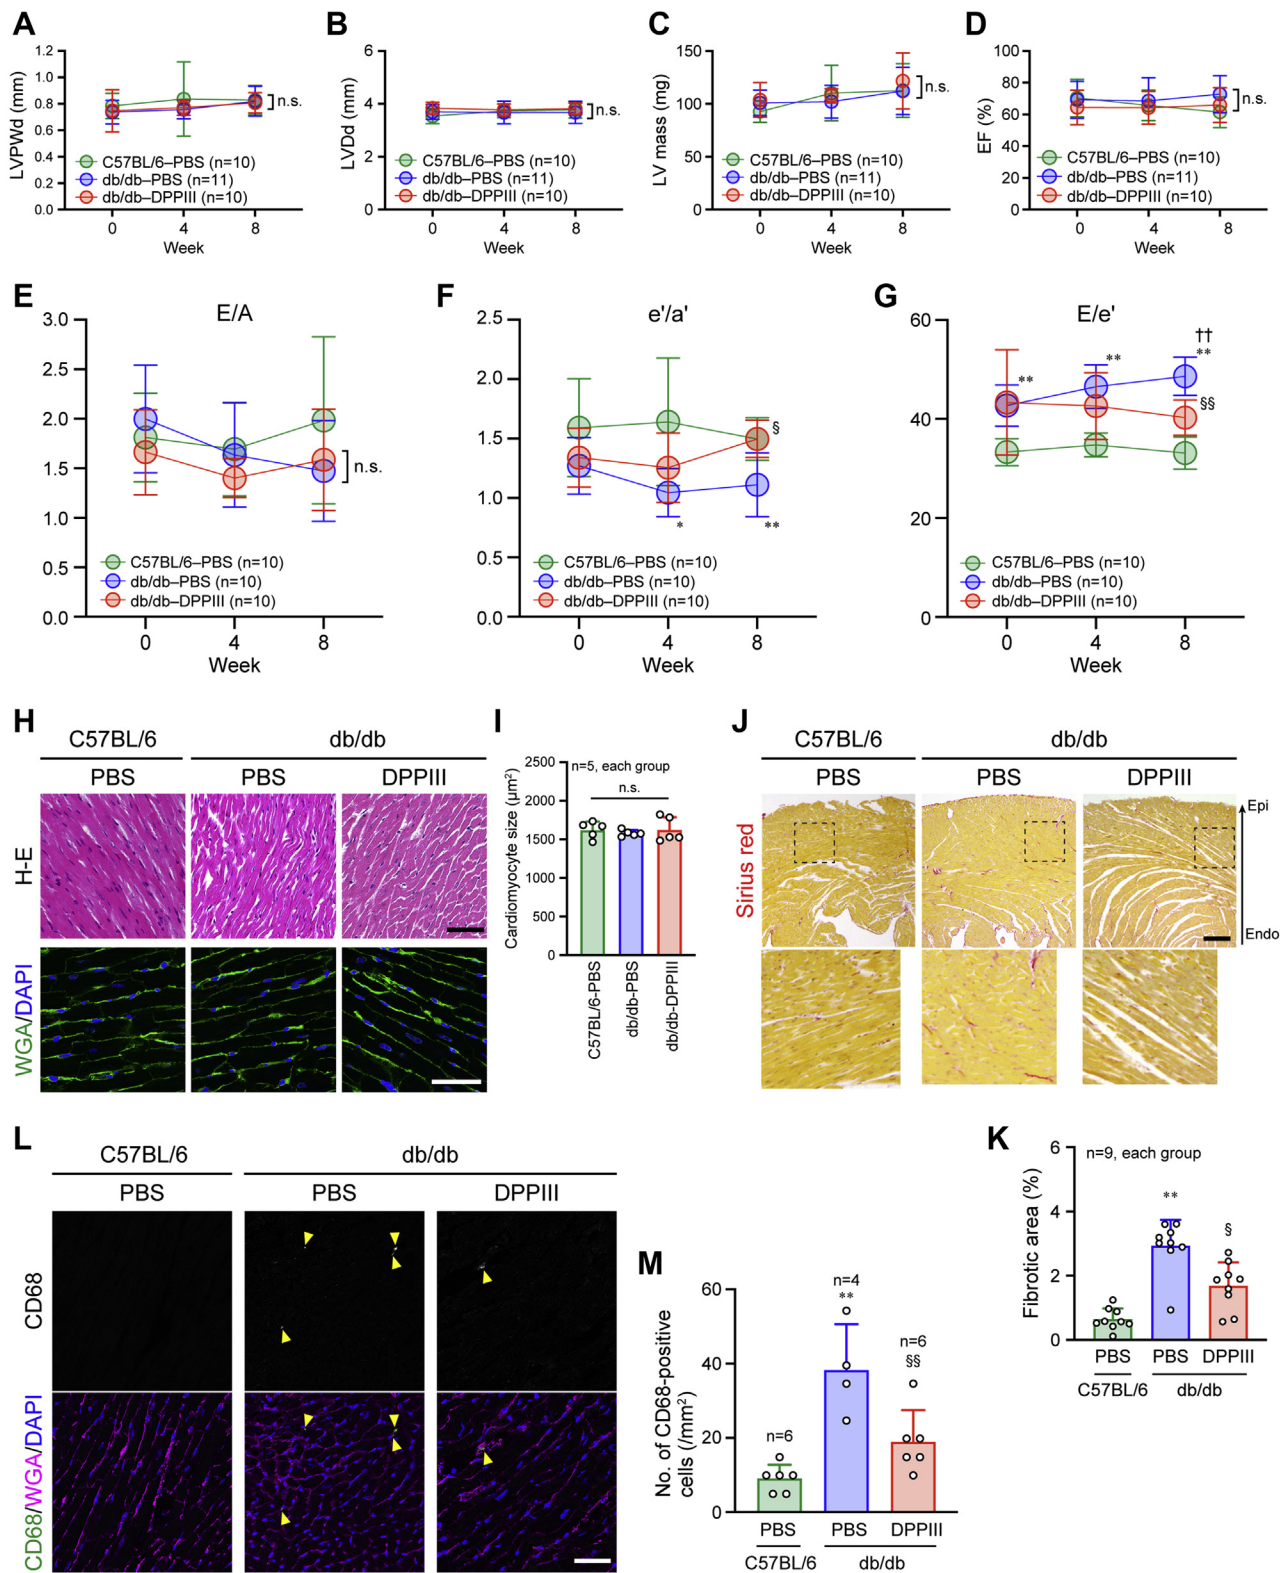 A
LVPWd (mm)
1.2
1.0
0.8
0.6
0.4
0.2
0.0
n.s.
C57BL/6–PBS (n=10)
db/db–PBS (n=11)
db/db–DPPIII (n=10)
0 4 8
Week
B
LVDd (mm)
6
4
2
0
n.s.
C57BL/6–PBS (n=10)
db/db–PBS (n=11)
db/db–DPPIII (n=10)
0 4 8
Week
C
LV mass (mg)
150
100
50
0
n.s.
C57BL/6–PBS (n=10)
db/db–PBS (n=11)
db/db–DPPIII (n=10)
0 4 8
Week
D
EF (%)
100
80
60
40
20
0
n.s.
C57BL/6–PBS (n=10)
db/db–PBS (n=11)
db/db–DPPIII (n=10)
0 4 8
Week
E
E/A
3.0
2.5
2.0
1.5
1.0
0.5
0.0
n.s.
C57BL/6–PBS (n=10)
db/db–PBS (n=10)
db/db–DPPIII (n=10)
0 4 8
Week
F
e'/a'
2.5
2.0
1.5
1.0
0.5
0.0
§
*
**
C57BL/6–PBS (n=10)
db/db–PBS (n=10)
db/db–DPPIII (n=10)
0 4 8
Week
G
E/e'
60
40
20
0
**
**
††
**
§§
C57BL/6–PBS (n=10)
db/db–PBS (n=10)
db/db–DPPIII (n=10)
0 4 8
Week
H
C57BL/6 db/db
PBS PBS DPPIII
H-E
WGA/DAPI
I
Cardiomyocyte size (μm²)
2500
2000
1500
1000
500
0
n=5, each group
n.s.
C57BL/6-PBS
db/db-PBS
db/db-DPPIII
J
C57BL/6 db/db
PBS PBS DPPIII
Sirius red
Epi
Endo
K
Fibrotic area (%)
6
4
2
0
n=9, each group
**
§
PBS PBS DPPIII
C57BL/6 db/db
L
C57BL/6 db/db
PBS PBS DPPIII
CD68
CD68/WGA/DAPI
M
No. of CD68-positive
cells (/mm²)
60
40
20
0
n=6
n=4
**
n=6
§§
PBS PBS DPPIII
C57BL/6 db/db